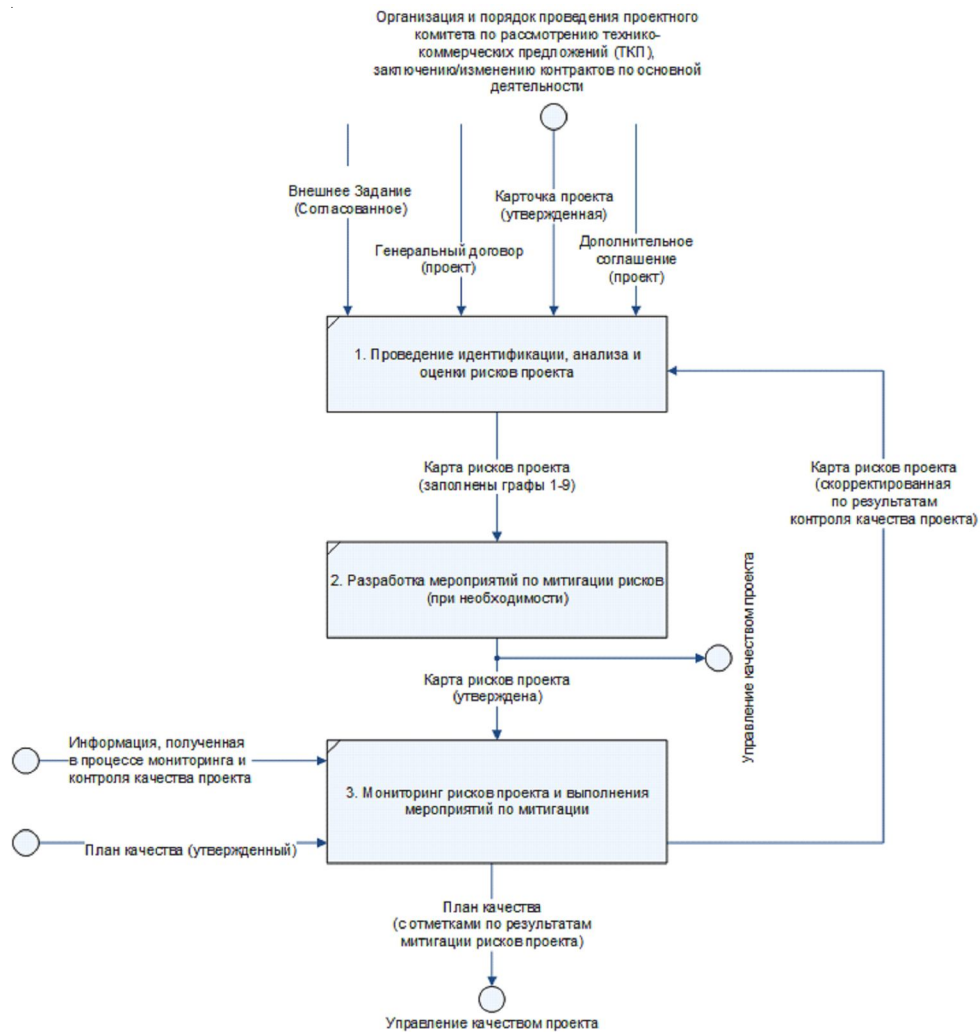 Организация и порядок проведения проектного
комитета по рассмотрению технико-
коммерческих предложений (ТКП),
заключению/изменению контрактов по основной
деятельности
Внешнее Задание
(Согласованное)
Карточка проекта
(утвержденная)
Генеральный договор
(проект)
Дополнительное
соглашение
(проект)
1. Проведение идентификации, анализа и
оценки рисков проекта
Карта рисков проекта
(заполнены графы 1-9)
Карта рисков проекта
(скорректированная
по результатам
контроля качества проекта)
2. Разработка мероприятий по митигации рисков
(при необходимости)
Управление качеством проекта
Карта рисков проекта
(утверждена)
Информация, полученная
в процессе мониторинга и
контроля качества проекта
3. Мониторинг рисков проекта и выполнения
мероприятий по митигации
План качества (утвержденный)
План качества
(с отметками по результатам
митигации рисков проекта)
Управление качеством проекта